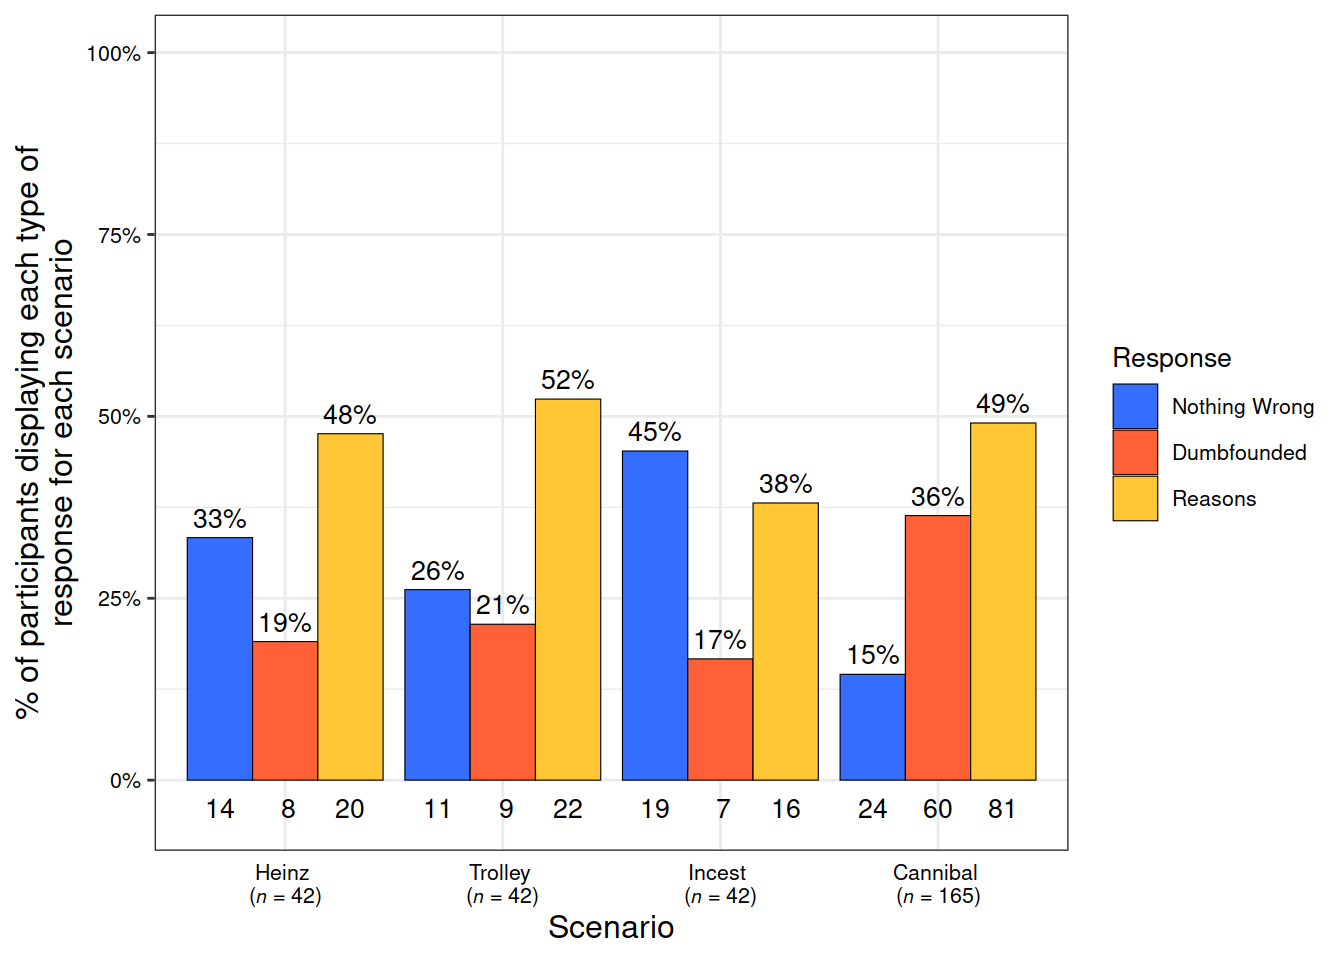 % of participants displaying each type of
response for each scenario
100%
75%
50%
25%
0%
33%
19%
48%
26%
21%
52%
45%
17%
38%
15%
36%
49%
14 8 20 11 9 22 19 7 16 24 60 81
Heinz Trolley Incest Cannibal
(n = 42) (n = 42) (n = 42) (n = 165)
Scenario
Response
Nothing Wrong
Dumbfounded
Reasons